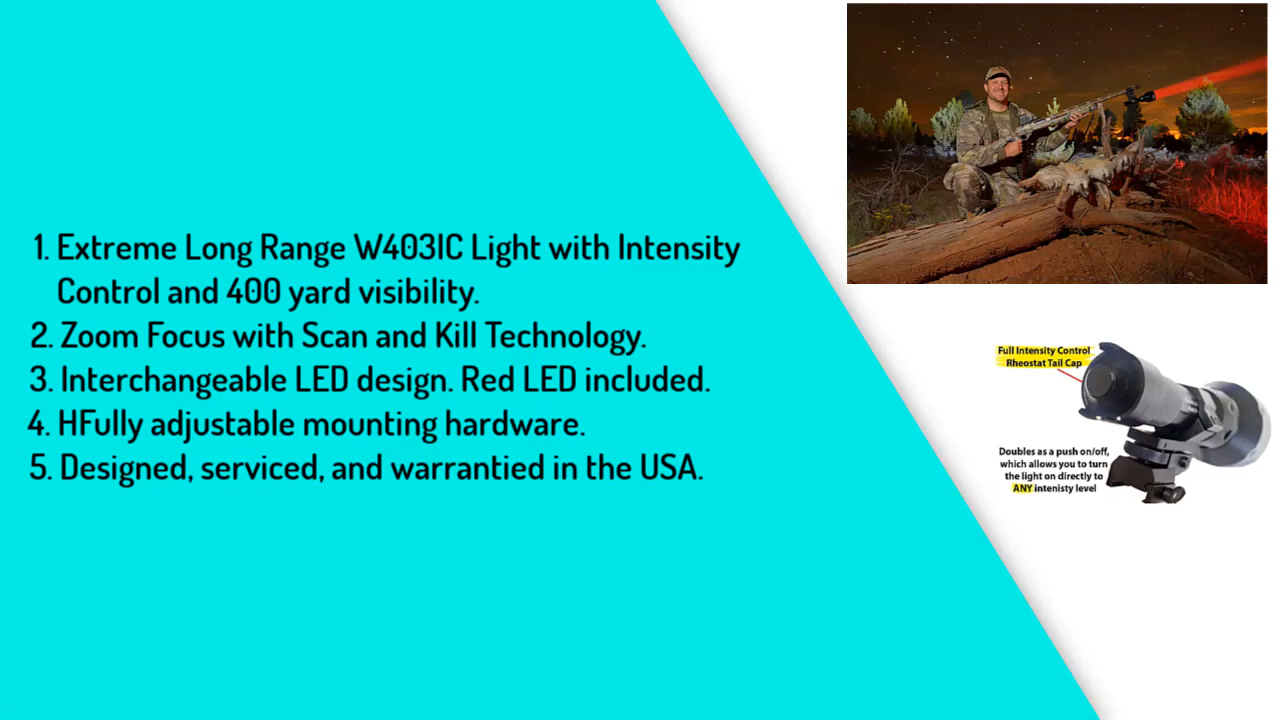 1. Extreme Long Range W403IC Light with Intensity
Control and 400 yard visibility.
2. Zoom Focus with Scan and Kill Technology.
3. Interchangeable LED design. Red LED included.
4. HFully adjustable mounting hardware.
5. Designed, serviced, and warrantied in the USA.
Full Intensity Control
Rheostat Tail Cap
Doubles as a push on/off,
which allows you to turn
the light on directly to
ANY intenisty level